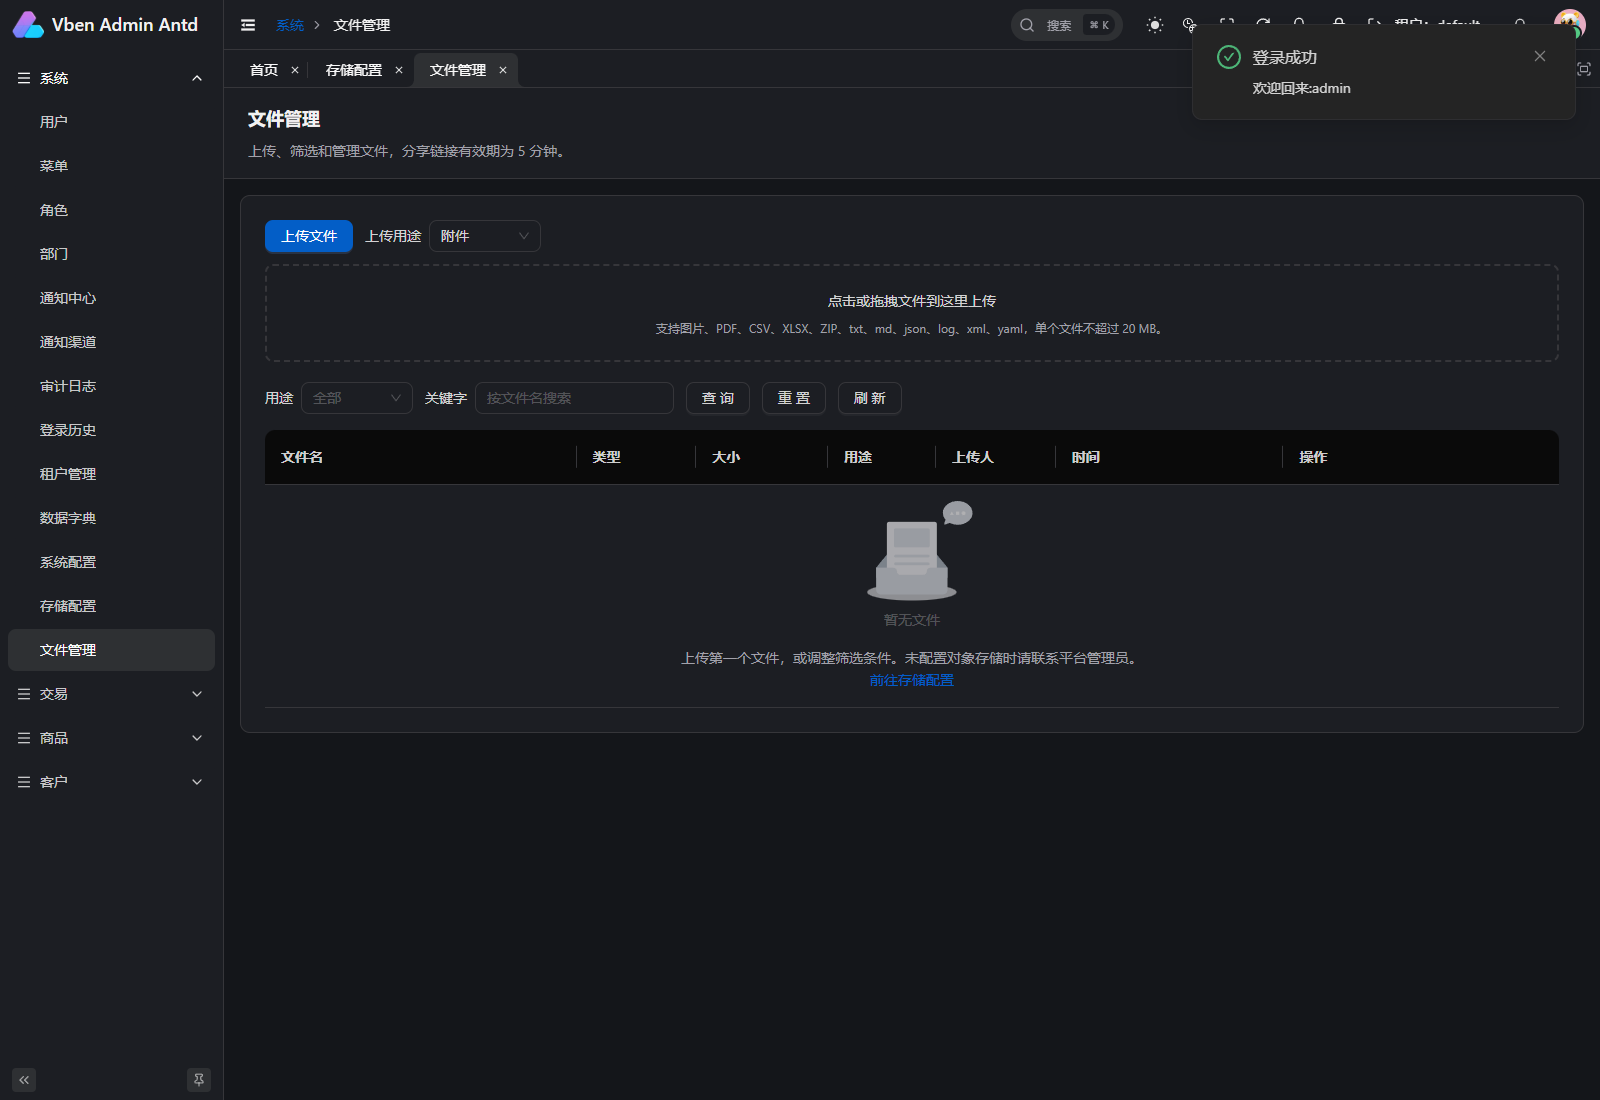 Vben Admin Antd
系统
文件管理
搜索
⌘ K
首页
存储配置
文件管理
登录成功
欢迎回来:admin
系统
用户
菜单
角色
部门
通知中心
通知渠道
审计日志
登录历史
租户管理
数据字典
系统配置
存储配置
文件管理
交易
商品
客户
文件管理
上传、筛选和管理文件，分享链接有效期为 5 分钟。
上传文件
上传用途
附件
点击或拖拽文件到这里上传
支持图片、PDF、CSV、XLSX、ZIP、txt、md、json、log、xml、yaml，单个文件不超过 20 MB。
用途
全部
关键字
按文件名搜索
查 询
重 置
刷 新
文件名
类型
大小
用途
上传人
时间
操作
暂无文件
上传第一个文件，或调整筛选条件。未配置对象存储时请联系平台管理员。
前往存储配置